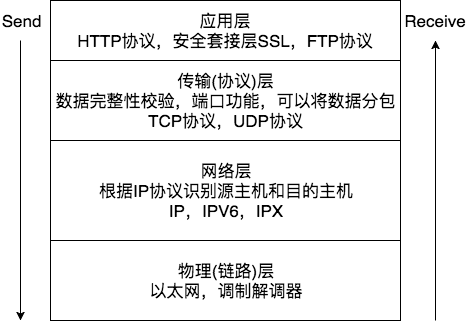 Send
应用层
Receive
HTTP协议，安全套接层SSL，FTP协议
传输(协议)层
数据完整性校验，端口功能，可以将数据分包
TCP协议，UDP协议
网络层
根据IP协议识别源主机和目的主机
IP，IPV6，IPX
物理(链路)层
以太网，调制解调器